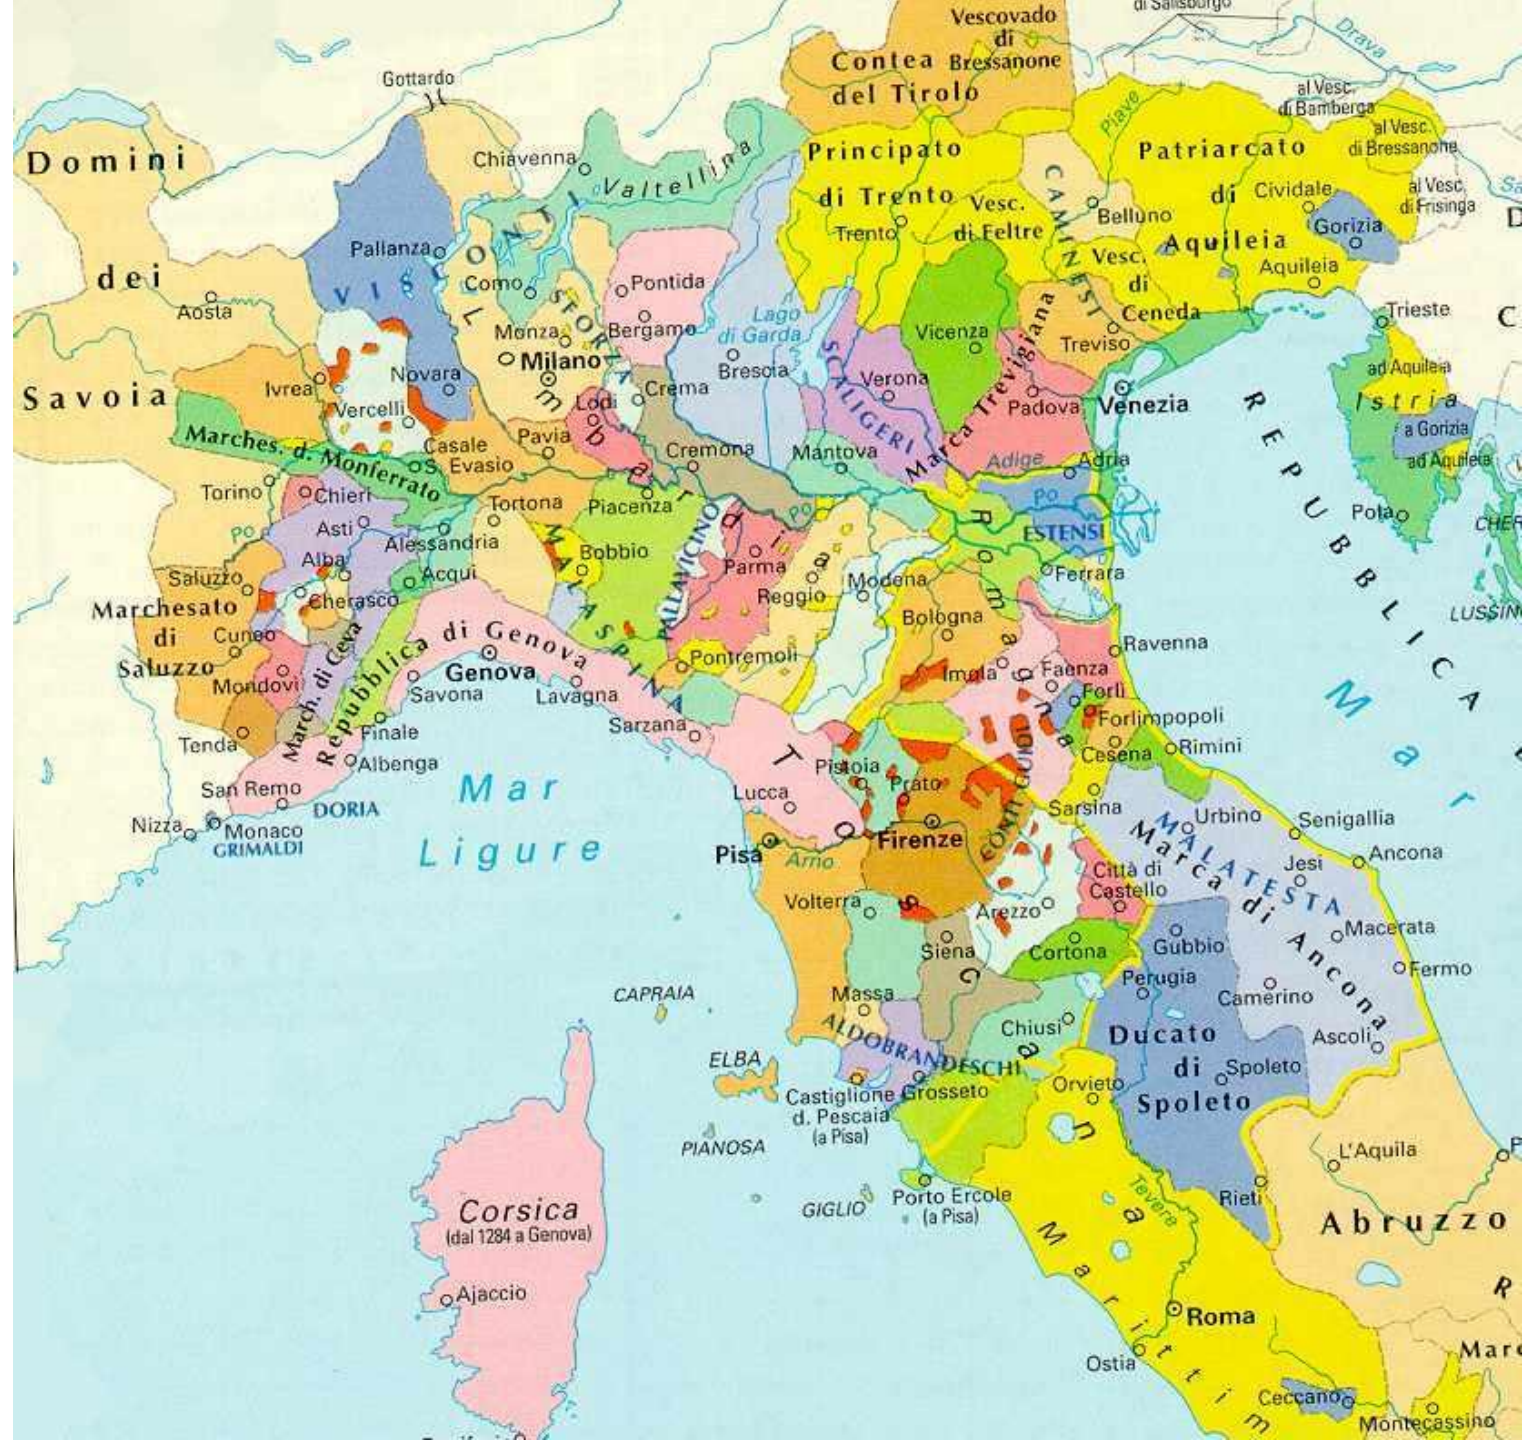 di Salisburgo
Vescovado
di
Bressanone
Contea
del Tirolo
Drava
Gottardo
Piave
al Vesc.
di Bamberga
al Vesc.
di Bressanone
al Vesc.
di Frisinga
Domini
dei
Savoia
Chiavenna
Valtellina
Principato
di Trento
Trento
Vesc.
di Feltre
CAMINESI
Belluno
Patriarcato
di
Aquileia
Cividale
Gorizia
Aquileia
Vesc.
di
Ceneda
Treviso
Trieste
ad Aquileia
Istria
a Gorizia
ad Aquileia
Pola
CHER
LUSSIN
Pallanza
VISCONTI
Como
Aosta
Monza
SFORZA
Milano
Pontida
Bergamo
Lago
di Garda
Brescia
SCALIGERI
Verona
Vicenza
Marca Trevigiana
Padova
Venezia
REPUBBLICA
Ivrea
Novara
Vercelli
Lombardia
Lodi
Crema
Casale
S. Evasio
Pavia
Cremona
Mantova
Adige
Adria
Marches. d. Monferrato
Torino
Chieri
Asti
Po
Alba
Alessandria
Tortona
Piacenza
Po
Po
ESTENSI
Ferrara
Saluzzo
Marchesato
di
Saluzzo
Cherasco
Acqui
MALASPINA
Bobbio
PALLAVICINO
Parma
Reggio
Modena
Romagna
Bologna
Cuneo
Mondovì
March. di Ceva
Repubblica di Genova
Genova
Savona
Lavagna
Sarzana
Pontremoli
Imola
Faenza
Ravenna
Forlì
Forlimpopoli
Cesena
Rimini
Tenda
Finale
Albenga
San Remo
DORIA
Nizza
Monaco
GRIMALDI
Mar
Ligure
Toscana
Pistoia
Prato
Lucca
CONTI GUIDI
Sarsina
Urbino
Senigallia
MALATESTA
Marca di Ancona
Jesi
Ancona
Mar
Pisa
Arno
Firenze
Volterra
Arezzo
Città di
Castello
Macerata
Fermo
Siena
Cortona
Gubbio
Perugia
Camerino
Ascoli
CAPRAIA
Massa
ALDOBRANDESCHI
Chiusi
Ducato
di
Spoleto
Spoleto
ELBA
Castiglione
d. Pescaia
(a Pisa)
Grosseto
Orvieto
PIANOSA
GIGLIO
Porto Ercole
(a Pisa)
Tevere
Rieti
L'Aquila
Abruzzo
Corsica
(dal 1284 a Genova)
Ajaccio
Marittim
Roma
Ostia
Ceccano
Montecassino